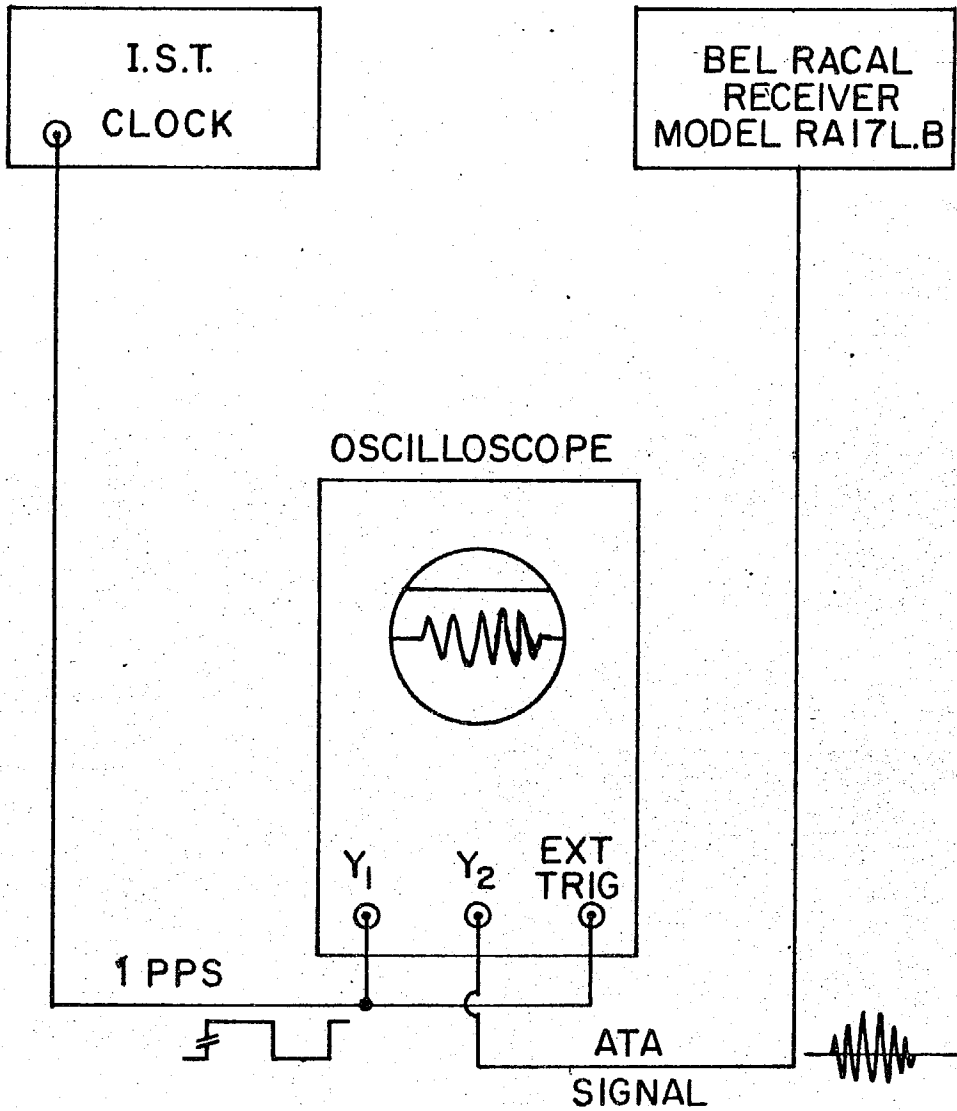 I.S.T.
CLOCK
BEL RACAL
RECEIVER
MODEL RA17L.B
OSCILLOSCOPE
Y₁
Y₂
EXT
TRIG
1 PPS
ATA
SIGNAL